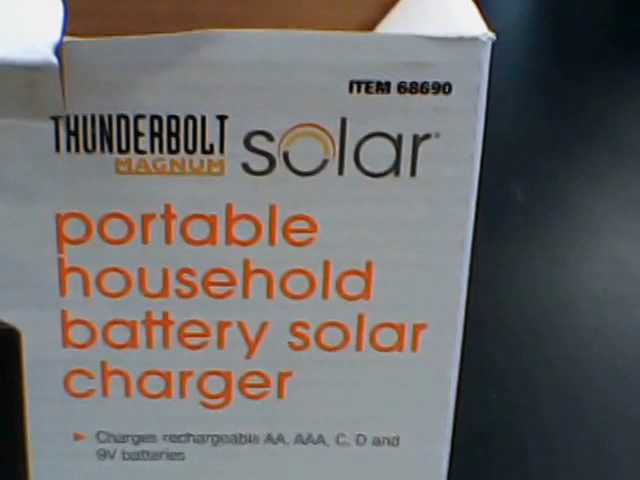 ITEM 68690
THUNDERBOLT
MAGNUM
solar
portable
household
battery solar
charger
Charges rechargeable AA, AAA, C, D and
9V batteries